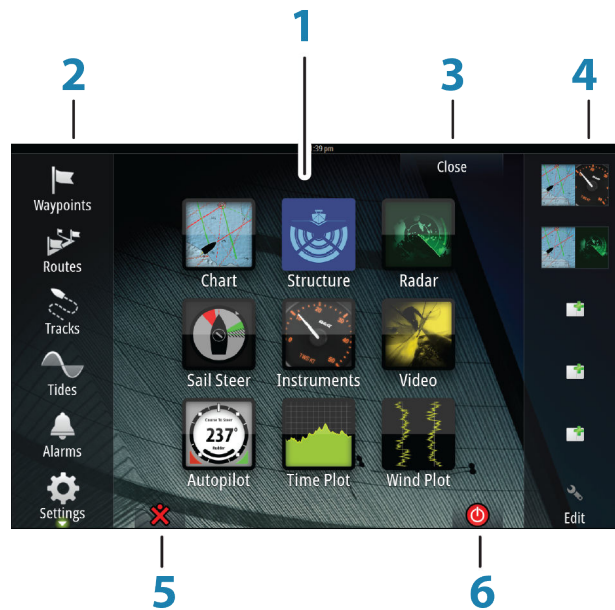 1
2
3
4
:39 pm
Close
Waypoints
Routes
Tracks
Tides
Alarms
Settings
Chart Structure Radar
Sail Steer Instruments Video
237°
Autopilot Time Plot Wind Plot
Edit
5
6